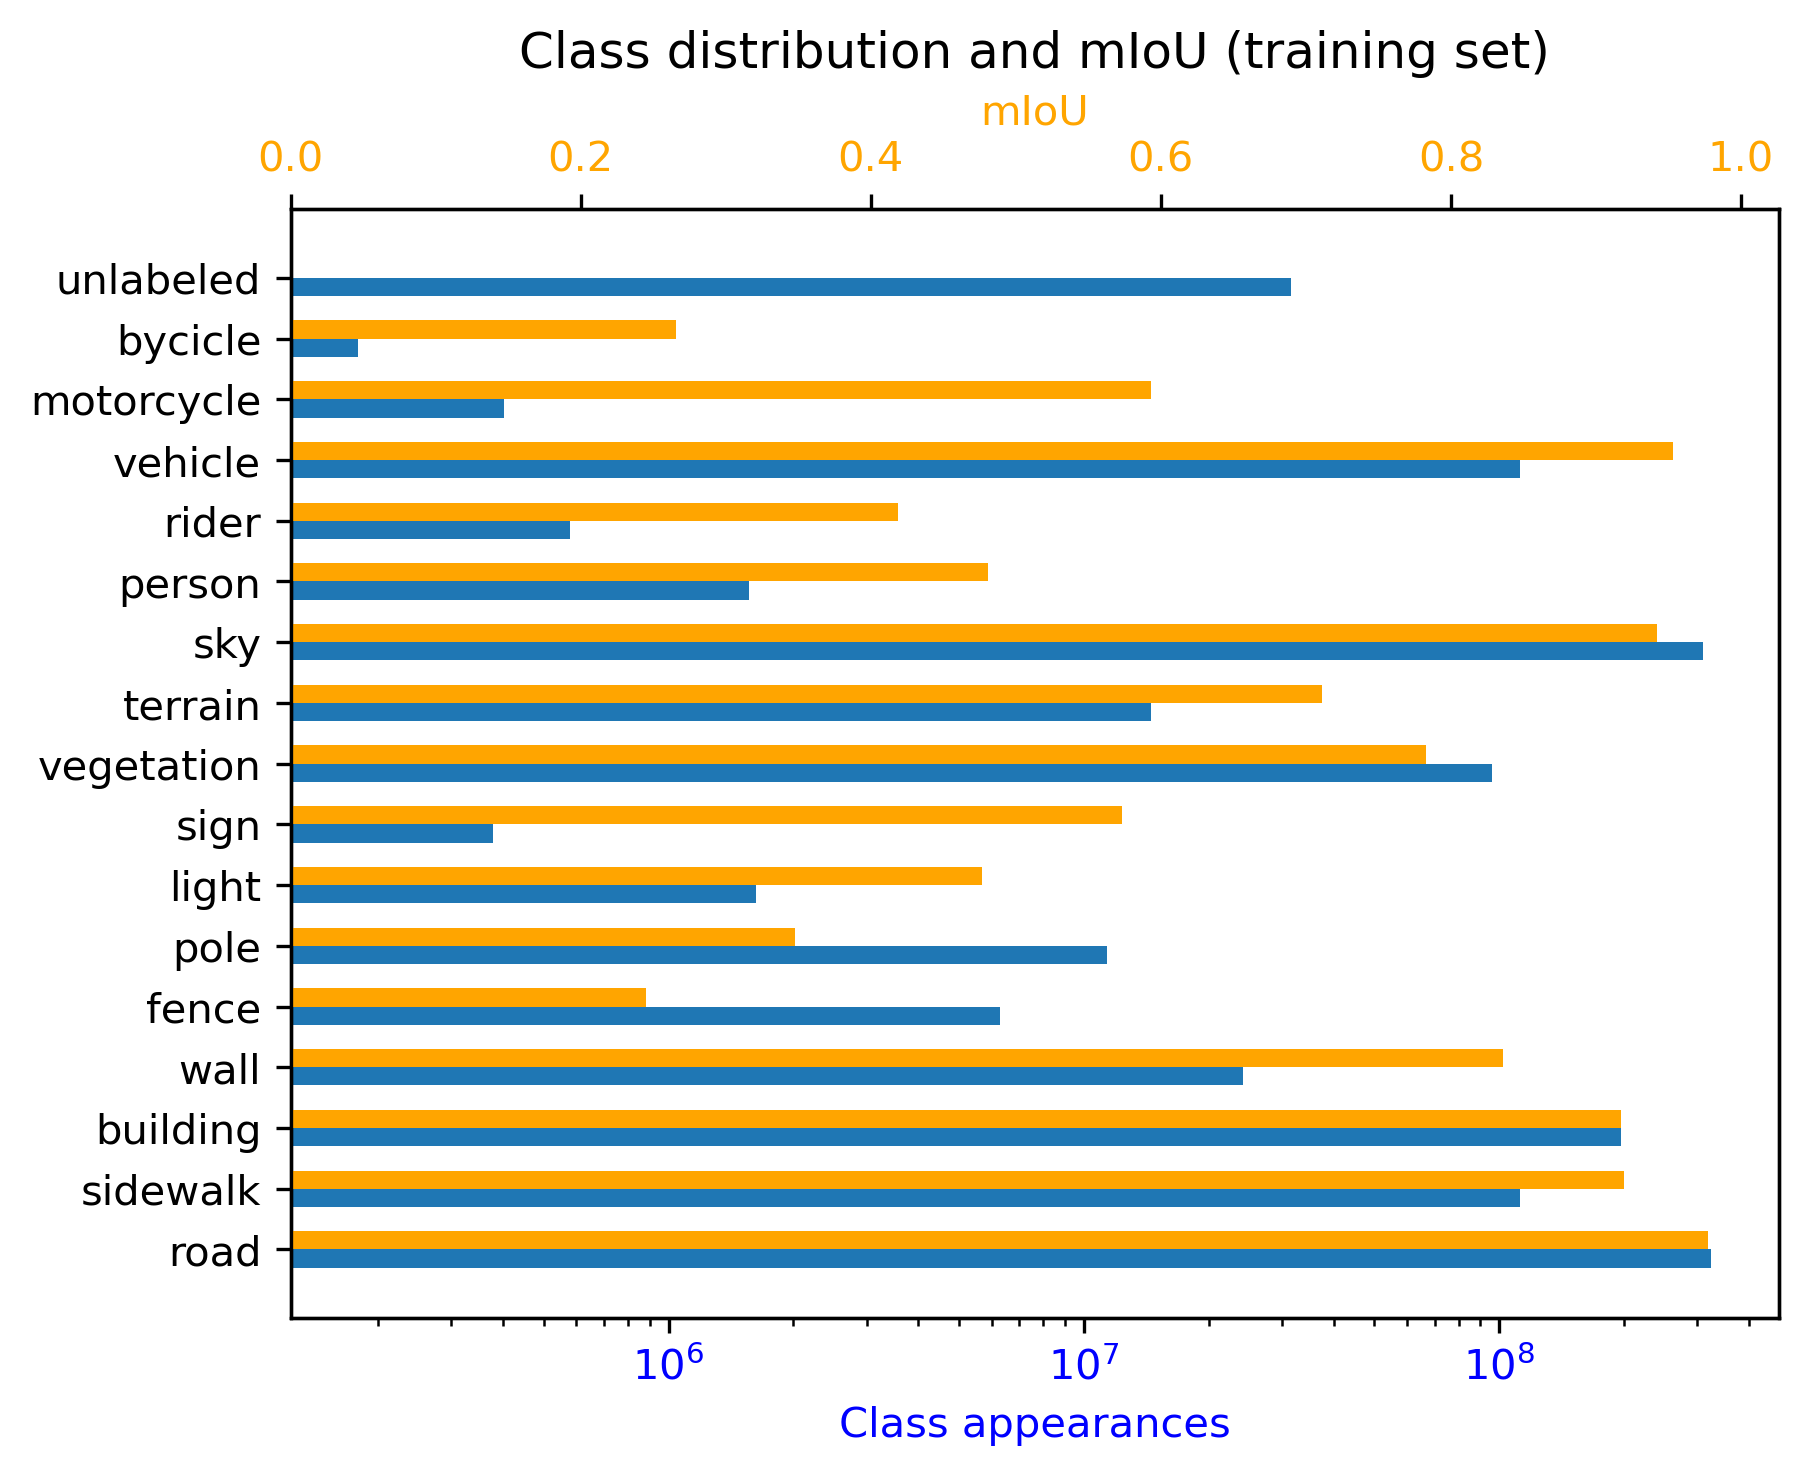 Class distribution and mIoU (training set)
mIoU
0.0 0.2 0.4 0.6 0.8 1.0
unlabeled
bycicle
motorcycle
vehicle
rider
person
sky
terrain
vegetation
sign
light
pole
fence
wall
building
sidewalk
road
10⁶ 10⁷ 10⁸
Class appearances